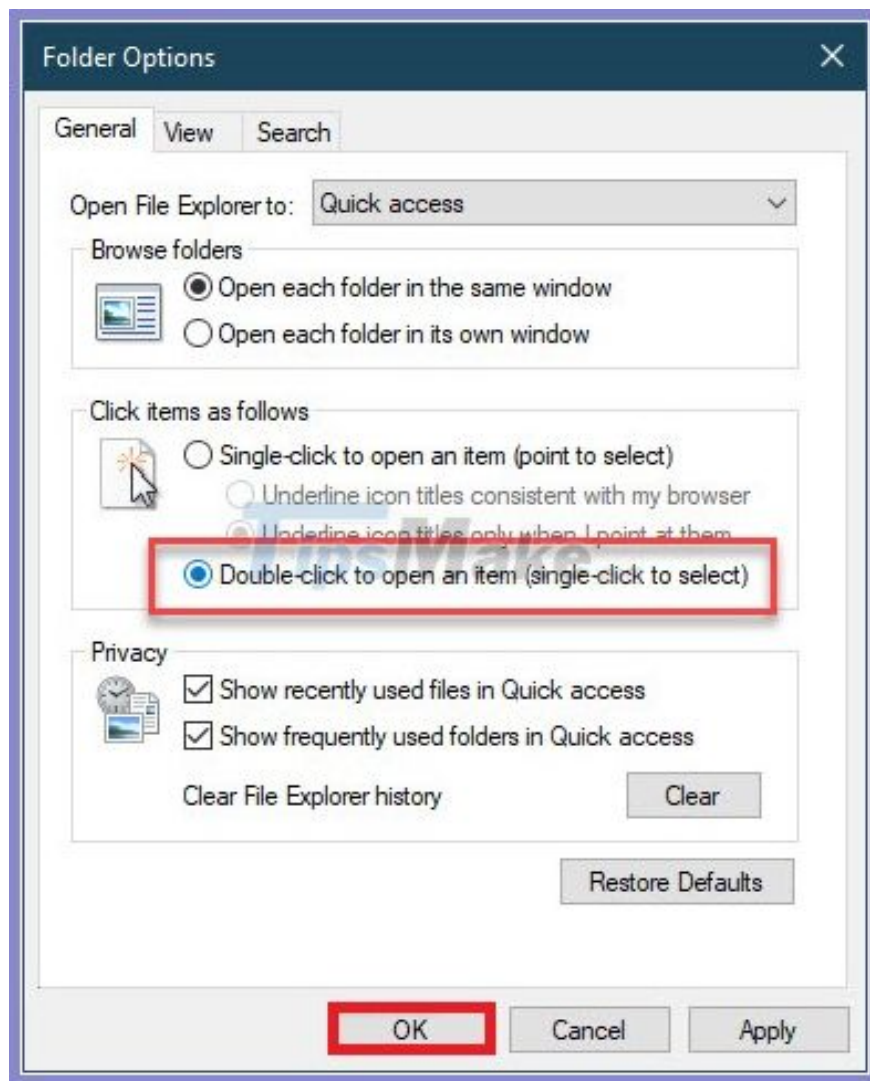 Folder Options
General View Search
Open File Explorer to: Quick access
Browse folders
Open each folder in the same window
Open each folder in its own window
Click items as follows
Single-click to open an item (point to select)
Underline icon titles consistent with my browser
Underline icon titles only when I point at them
TipsMake
Double-click to open an item (single-click to select)
Privacy
Show recently used files in Quick access
Show frequently used folders in Quick access
Clear File Explorer history Clear
Restore Defaults
OK Cancel Apply